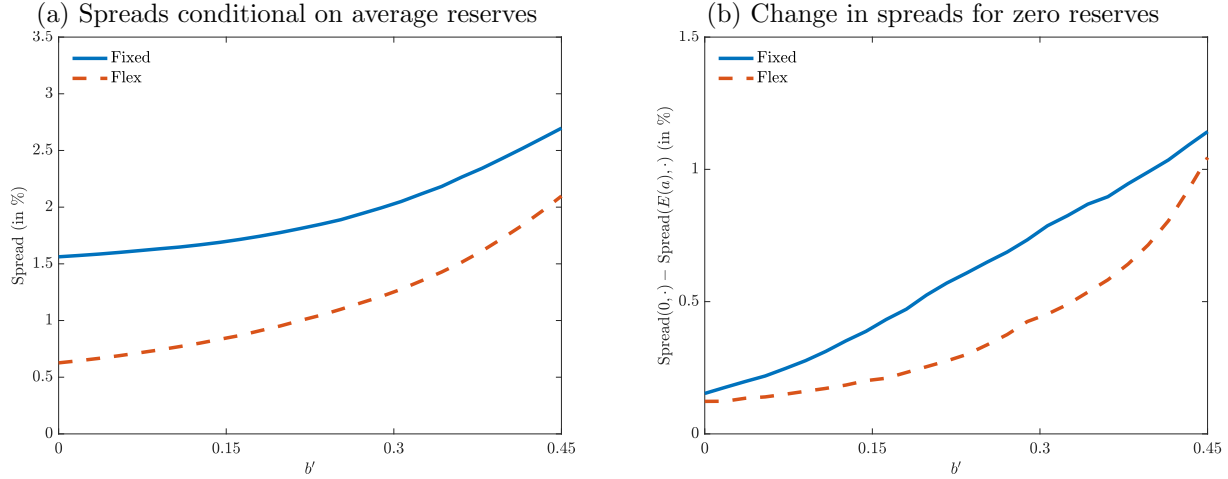 (a) Spreads conditional on average reserves
3.5
3
2.5
2
1.5
1
0.5
0
Spread (in %)
Fixed
Flex
0
0.15
0.3
0.45
b′
(b) Change in spreads for zero reserves
1.5
1
0.5
0
Spread(0, ·) − Spread(E(a), ·) (in %)
Fixed
Flex
0
0.15
0.3
0.45
b′